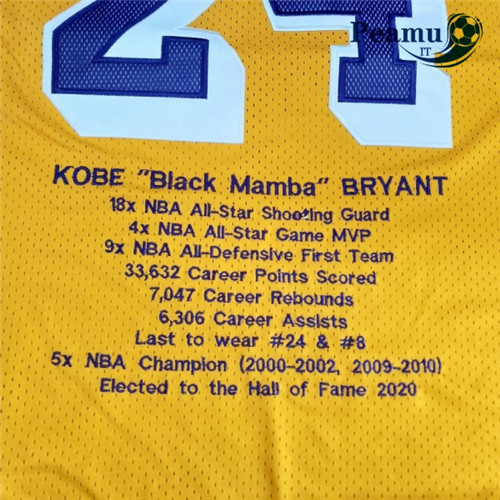 Peamu
IT
24
KOBE "Black Mamba" BRYANT
18x NBA All-Star Shooting Guard
4x NBA All-Star Game MVP
9x NBA All-Defensive First Team
33,632 Career Points Scored
7,047 Career Rebounds
6,306 Career Assists
Last to wear #24 & #8
5x NBA Champion (2000-2002, 2009-2010)
Elected to the Hall of Fame 2020